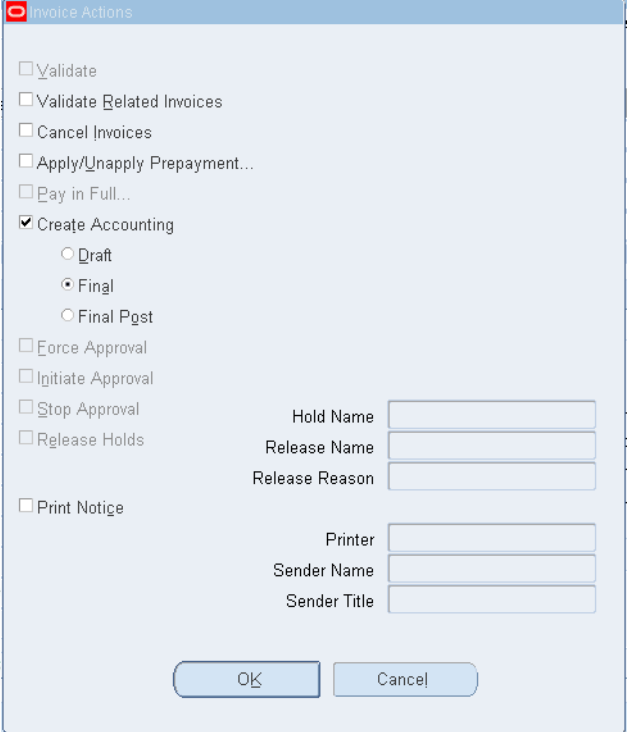 Invoice Actions
Validate
Validate Related Invoices
Cancel Invoices
Apply/Unapply Prepayment...
Pay in Full...
Create Accounting
Draft
Final
Final Post
Force Approval
Initiate Approval
Stop Approval
Hold Name
Release Holds
Release Name
Release Reason
Print Notice
Printer
Sender Name
Sender Title
OK
Cancel